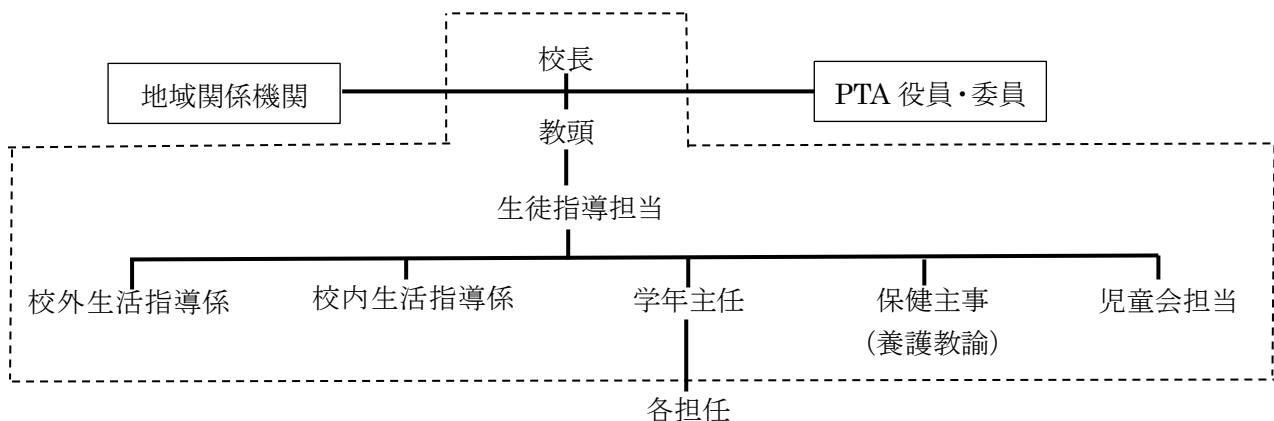 校長
地域関係機関
PTA 役員・委員
教頭
生徒指導担当
校外生活指導係
校内生活指導係
学年主任
保健主事
(養護教諭)
児童会担当
各担任